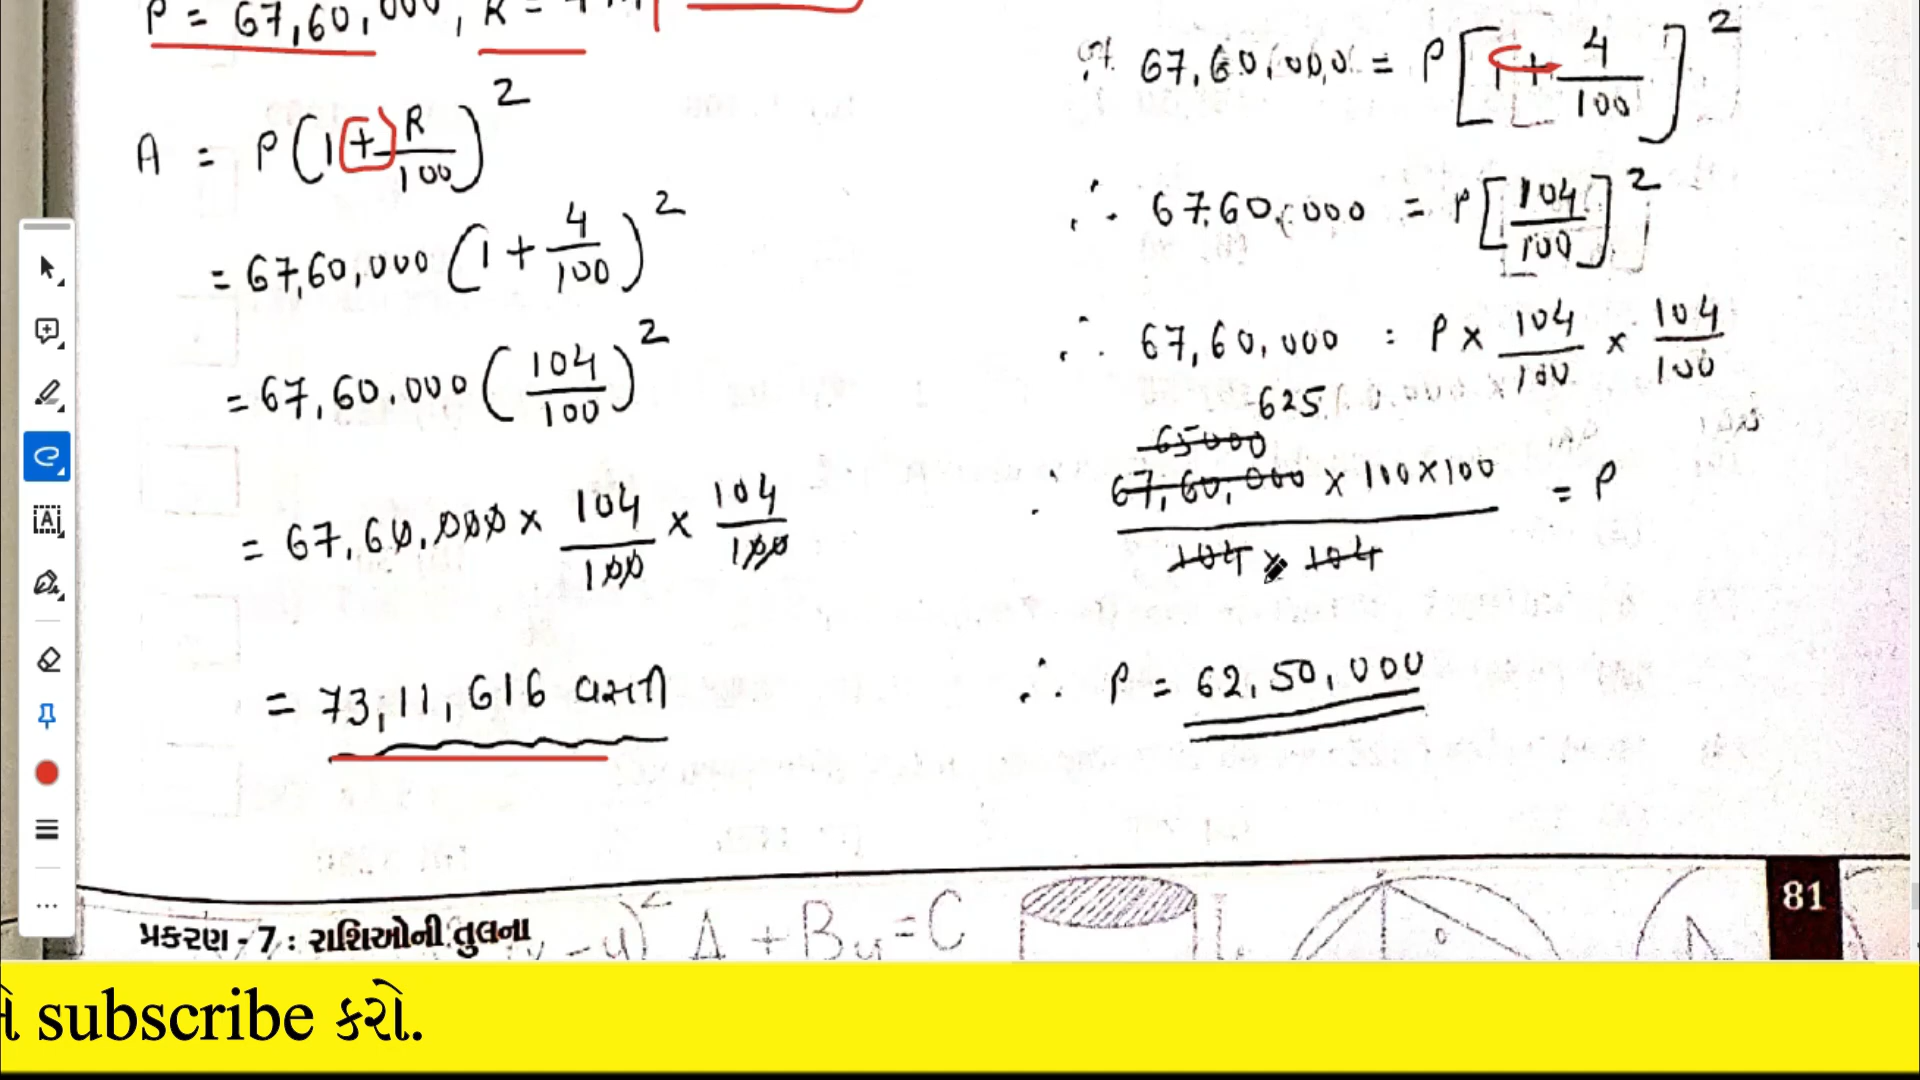 P = 67,60,000, R = 4
A = P(1+R/100)²
= 67,60,000 (1 + 4/100)²
= 67,60,000 (104/100)²
= 67,60,000 × 104/100 × 104/100
= 73,11,616 વસતી
67,60,000 = P[1 + 4/100]²
∴ 67,60,000 = P[104/100]²
∴ 67,60,000 = P × 104/100 × 104/100
625
65000
∴ 67,60,000 × 100×100 / 104 × 104 = P
∴ P = 62,50,000
81
પ્રકરણ - 7 : રાશિઓની તુલના
A + By = C
subscribe કરો.